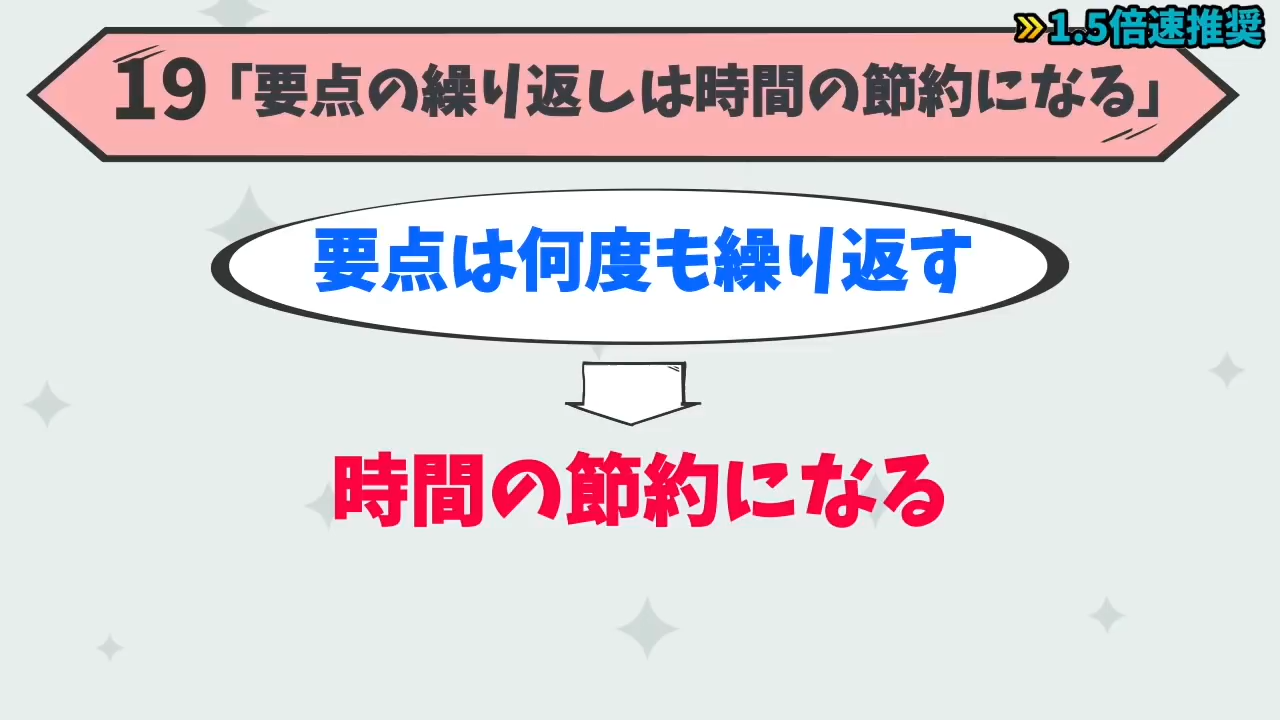 1.5倍速推奨
19「要点の繰り返しは時間の節約になる」
要点は何度も繰り返す
時間の節約になる